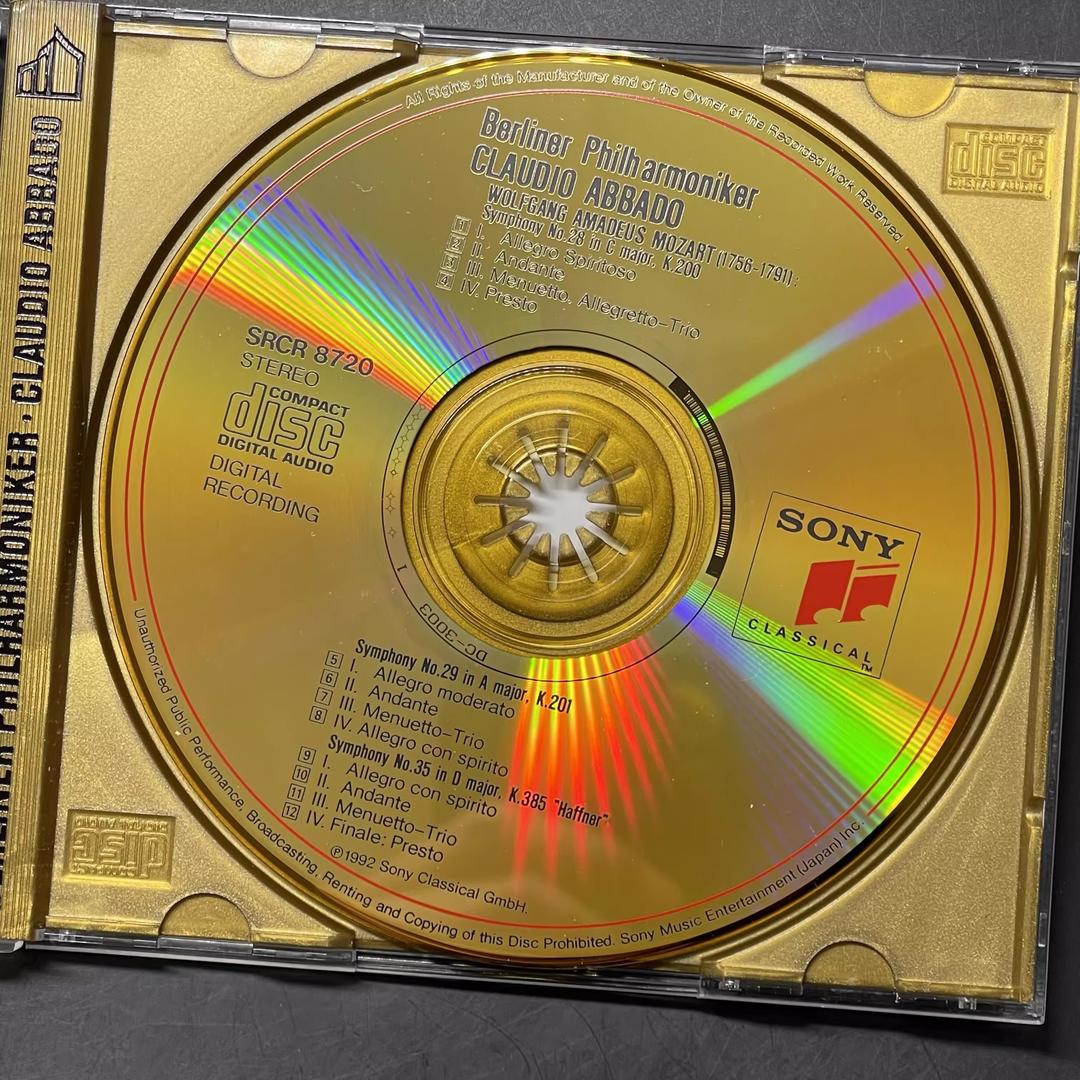 BERLINER PHILHARMONIKER · CLAUDIO ABBADO
All Rights of the Manufacturer and of the Owner of the Recorded Work Reserved
Berliner Philharmoniker
CLAUDIO ABBADO
WOLFGANG AMADEUS MOZART (1756-1791):
Symphony No.28 in C major, K.200
1 I. Allegro Spiritoso
2 II. Andante
3 III. Menuetto. Allegretto–Trio
4 IV. Presto
SRCR 8720
STEREO
COMPACT
disc
DIGITAL AUDIO
DIGITAL
RECORDING
COMPACT
disc
DIGITAL AUDIO
SONY
CLASSICAL
TM
DC-3003 1
Symphony No.29 in A major, K.201
5 I. Allegro moderato
6 II. Andante
7 III. Menuetto–Trio
8 IV. Allegro con spirito
Symphony No.35 in D major, K.385 "Haffner"
9 I. Allegro con spirito
10 II. Andante
11 III. Menuetto–Trio
12 IV. Finale: Presto
℗1992 Sony Classical GmbH.
Unauthorized Public Performance, Broadcasting, Renting and Copying of this Disc Prohibited. Sony Music Entertainment (Japan) Inc.
disc